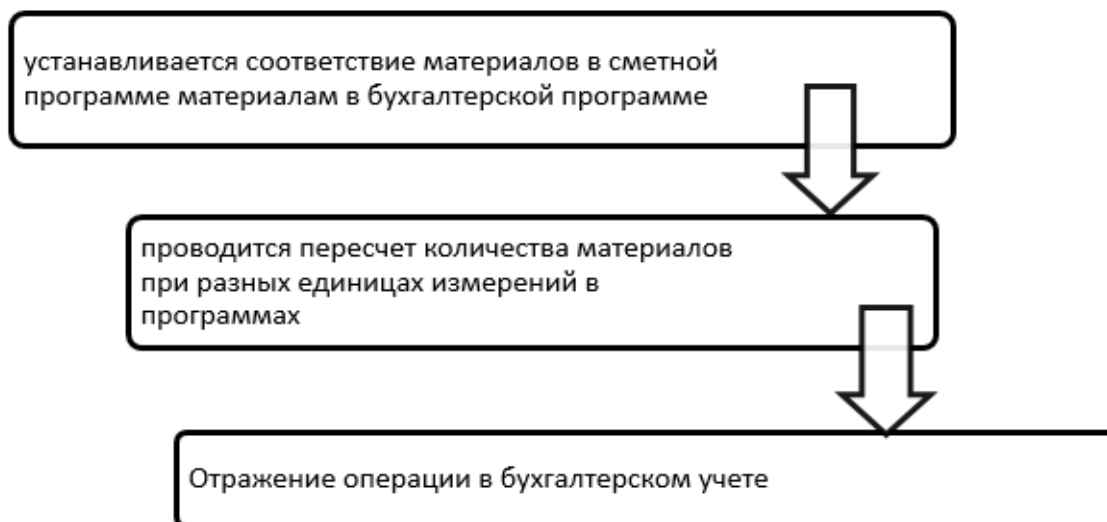 устанавливается соответствие материалов в сметной
программе материалам в бухгалтерской программе
проводится пересчет количества материалов
при разных единицах измерений в
программах
Отражение операции в бухгалтерском учете